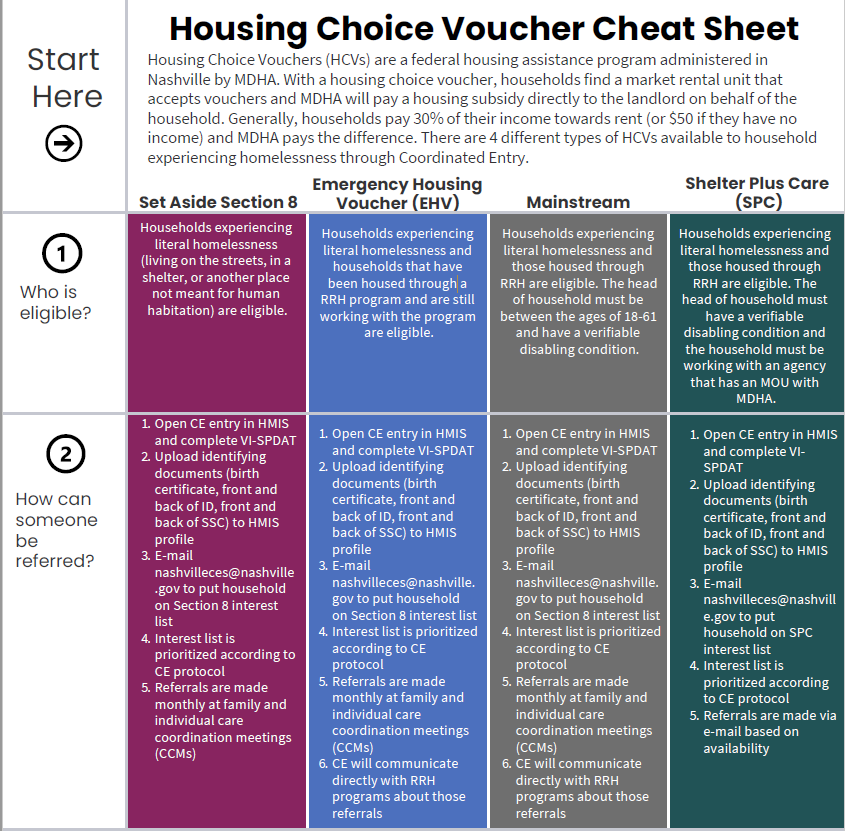 Housing Choice Voucher Cheat Sheet
Start
Here
Housing Choice Vouchers (HCVs) are a federal housing assistance program administered in
Nashville by MDHA. With a housing choice voucher, households find a market rental unit that
accepts vouchers and MDHA will pay a housing subsidy directly to the landlord on behalf of the
household. Generally, households pay 30% of their income towards rent (or $50 if they have no
income) and MDHA pays the difference. There are 4 different types of HCVs available to household
experiencing homelessness through Coordinated Entry.
Set Aside Section 8
Emergency Housing
Voucher (EHV)
Mainstream
Shelter Plus Care
(SPC)
1
Who is
eligible?
Households experiencing
literal homelessness
(living on the streets, in a
shelter, or another place
not meant for human
habitation) are eligible.
Households experiencing
literal homelessness and
households that have
been housed through a
RRH program and are still
working with the program
are eligible.
Households experiencing
literal homelessness and
those housed through
RRH are eligible. The head
of household must be
between the ages of 18-61
and have a verifiable
disabling condition.
Households experiencing
literal homelessness and
those housed through
RRH are eligible. The
head of household must
have a verifiable
disabling condition and
the household must be
working with an agency
that has an MOU with
MDHA.
2
How can
someone
be
referred?
1. Open CE entry in HMIS
and complete VI-SPDAT
2. Upload identifying
documents (birth
certificate, front and
back of ID, front and
back of SSC) to HMIS
profile
3. E-mail
nashvilleces@nashville
.gov to put household
on Section 8 interest
list
4. Interest list is
prioritized according to
CE protocol
5. Referrals are made
monthly at family and
individual care
coordination meetings
(CCMs)
1. Open CE entry in HMIS
and complete VI-SPDAT
2. Upload identifying
documents (birth
certificate, front and
back of ID, front and
back of SSC) to HMIS
profile
3. E-mail
nashvilleces@nashville.
gov to put household
on Section 8 interest list
4. Interest list is prioritized
according to CE
protocol
5. Referrals are made
monthly at family and
individual care
coordination meetings
(CCMs)
6. CE will communicate
directly with RRH
programs about those
referrals
1. Open CE entry in HMIS
and complete VI-SPDAT
2. Upload identifying
documents (birth
certificate, front and
back of ID, front and
back of SSC) to HMIS
profile
3. E-mail
nashvilleces@nashville.
gov to put household
on Section 8 interest list
4. Interest list is prioritized
according to CE
protocol
5. Referrals are made
monthly at family and
individual care
coordination meetings
(CCMs)
6. CE will communicate
directly with RRH
programs about those
referrals
1. Open CE entry in HMIS
and complete VI-
SPDAT
2. Upload identifying
documents (birth
certificate, front and
back of ID, front and
back of SSC) to HMIS
profile
3. E-mail
nashvilleces@nashvill
e.gov to put
household on SPC
interest list
4. Interest list is
prioritized according
to CE protocol
5. Referrals are made via
e-mail based on
availability